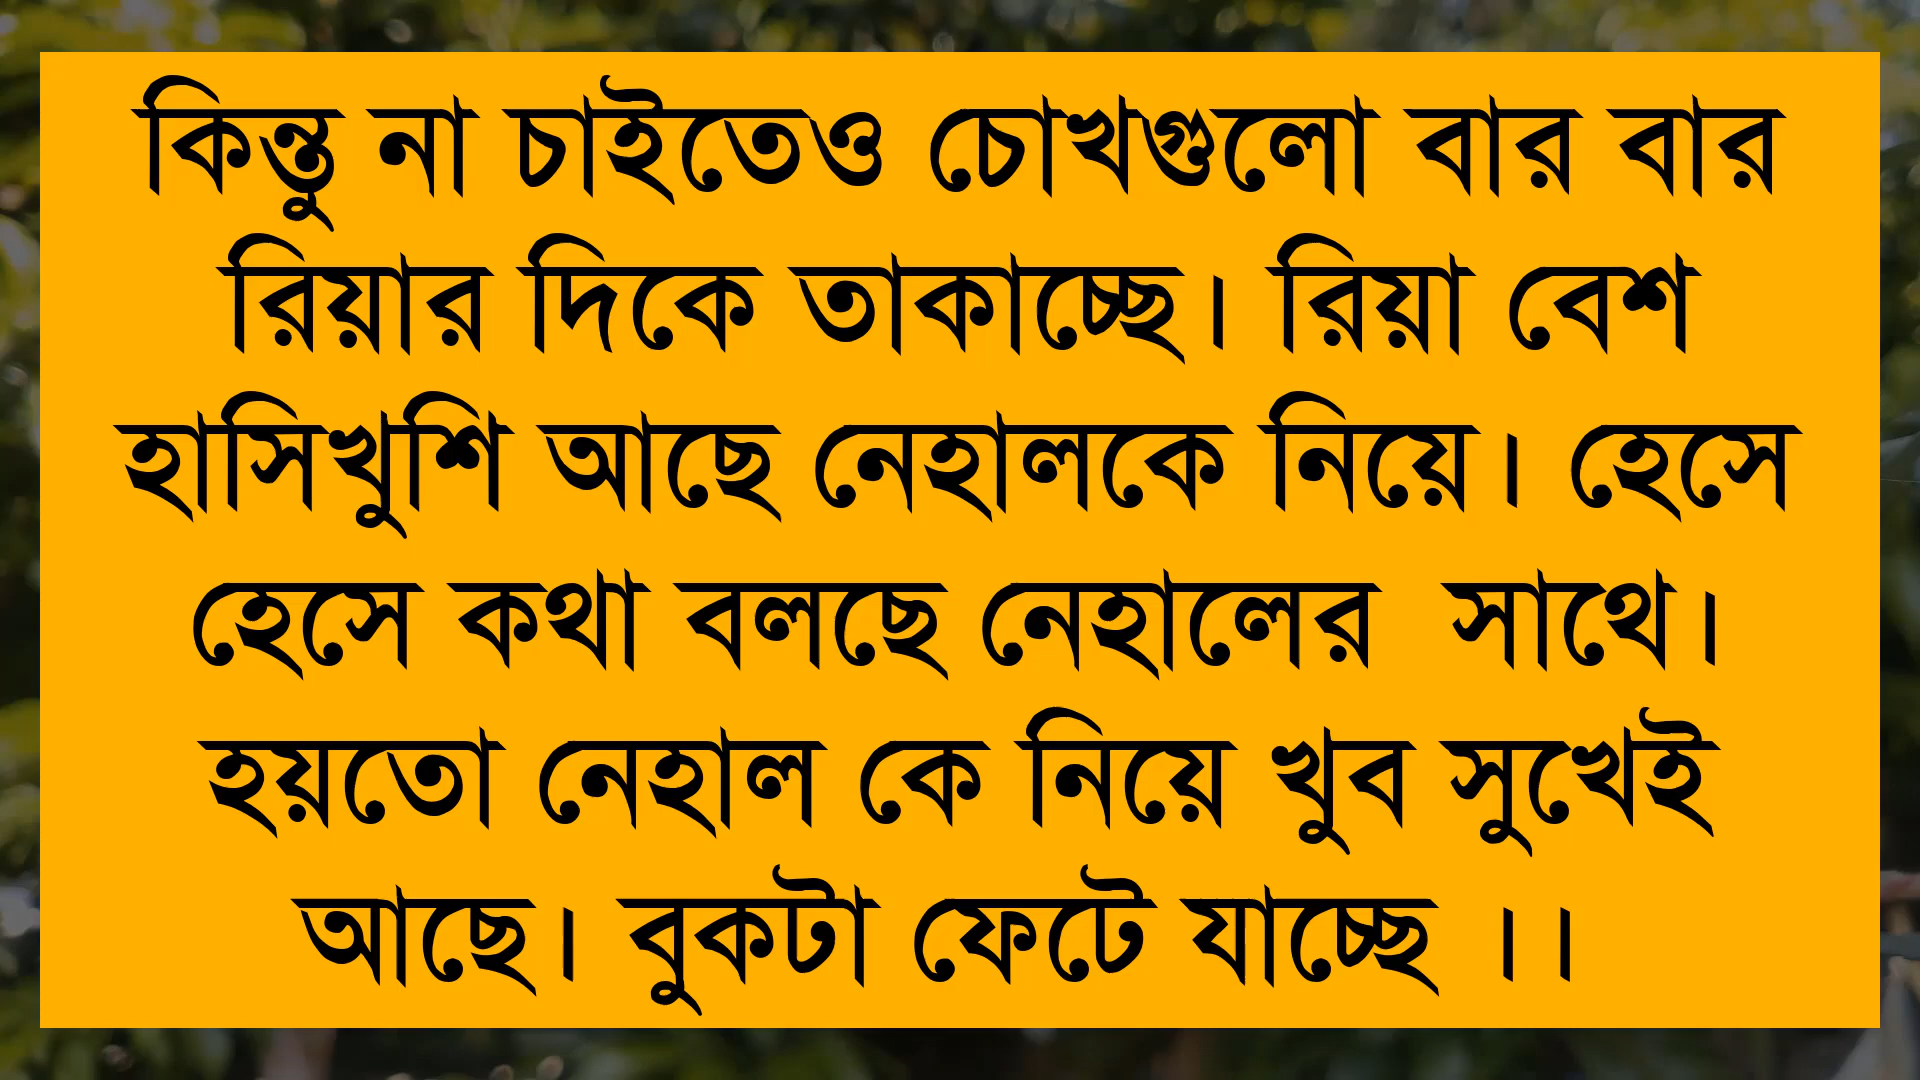 কিন্তু না চাইতেও চোখগুলো বার বার
রিয়ার দিকে তাকাচ্ছে। রিয়া বেশ
হাসিখুশি আছে নেহালকে নিয়ে। হেসে
হেসে কথা বলছে নেহালের  সাথে।
হয়তো নেহাল কে নিয়ে খুব সুখেই
আছে। বুকটা ফেটে যাচ্ছে ।।